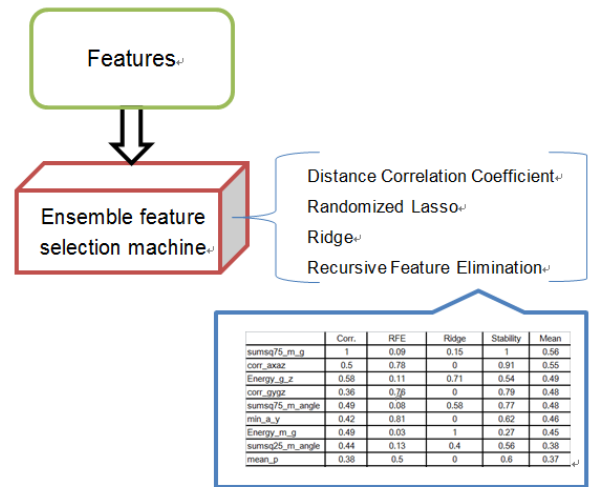 Features
Ensemble feature
selection machine
Distance Correlation Coefficient
Randomized Lasso
Ridge
Recursive Feature Elimination
Corr. RFE Ridge Stability Mean
sumsq75_m_g 1 0.09 0.15 1 0.56
corr_axaz 0.5 0.78 0 0.91 0.55
Energy_g_z 0.58 0.11 0.71 0.54 0.49
corr_gygz 0.36 0.76 0 0.79 0.48
sumsq75_m_angle 0.49 0.08 0.58 0.77 0.48
min_a_y 0.42 0.81 0 0.62 0.46
Energy_m_g 0.49 0.03 1 0.27 0.45
sumsq25_m_angle 0.44 0.13 0.4 0.56 0.38
mean_p 0.38 0.5 0 0.6 0.37